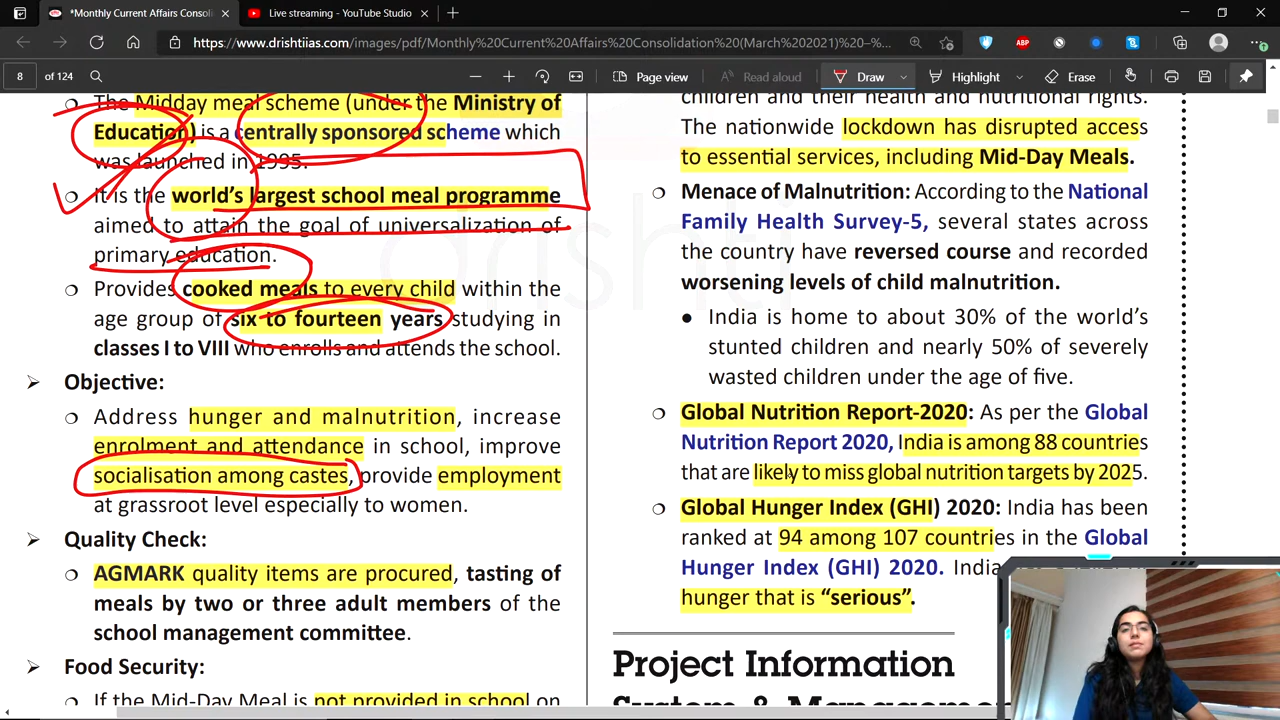 *Monthly Current Affairs Consoli
Live streaming - YouTube Studio
https://www.drishtiias.com/images/pdf/Monthly%20Current%20Affairs%20Consolidation%20(March%202021)%20–%...
ABP
8 of 124
Page view
Read aloud
Draw
Highlight
Erase
The Midday meal scheme (under the Ministry of
Education) is a centrally sponsored scheme which
was launched in 1995.
It is the world’s largest school meal programme
aimed to attain the goal of universalization of
primary education.
Provides cooked meals to every child within the
age group of six to fourteen years studying in
classes I to VIII who enrolls and attends the school.
Objective:
Address hunger and malnutrition, increase
enrolment and attendance in school, improve
socialisation among castes, provide employment
at grassroot level especially to women.
Quality Check:
AGMARK quality items are procured, tasting of
meals by two or three adult members of the
school management committee.
Food Security:
If the Mid-Day Meal is not provided in school on
children and their health and nutritional rights.
The nationwide lockdown has disrupted access
to essential services, including Mid-Day Meals.
Menace of Malnutrition: According to the National
Family Health Survey-5, several states across
the country have reversed course and recorded
worsening levels of child malnutrition.
India is home to about 30% of the world’s
stunted children and nearly 50% of severely
wasted children under the age of five.
Global Nutrition Report-2020: As per the Global
Nutrition Report 2020, India is among 88 countries
that are likely to miss global nutrition targets by 2025.
Global Hunger Index (GHI) 2020: India has been
ranked at 94 among 107 countries in the Global
Hunger Index (GHI) 2020. India
hunger that is “serious”.
Project Information
System & Management
drishti